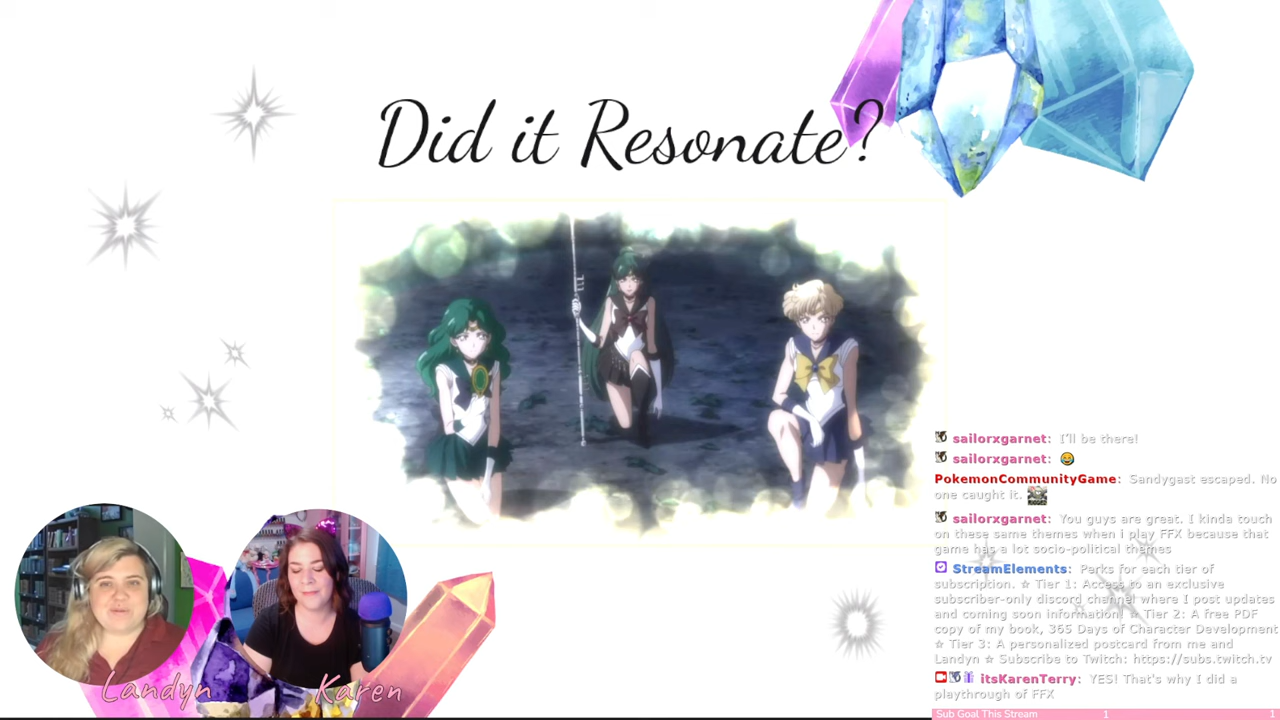 Did it Resonate?
sailorxgarnet: I'll be there!
sailorxgarnet: 😂
PokemonCommunityGame: Sandygast escaped. No
one caught it.
sailorxgarnet: You guys are great. I kinda touch
on these same themes when i play FFX because that
game has a lot socio-political themes
StreamElements: Perks for each tier of
subscription. ☆ Tier 1: Access to an exclusive
subscriber-only discord channel where I post updates
and coming soon information! ☆ Tier 2: A free PDF
copy of my book, 365 Days of Character Development
☆ Tier 3: A personalized postcard from me and
Landyn ☆ Subscribe to Twitch: https://subs.twitch.tv
itsKarenTerry: YES! That's why I did a
playthrough of FFX
Landyn
Karen
Sub Goal This Stream 1 1